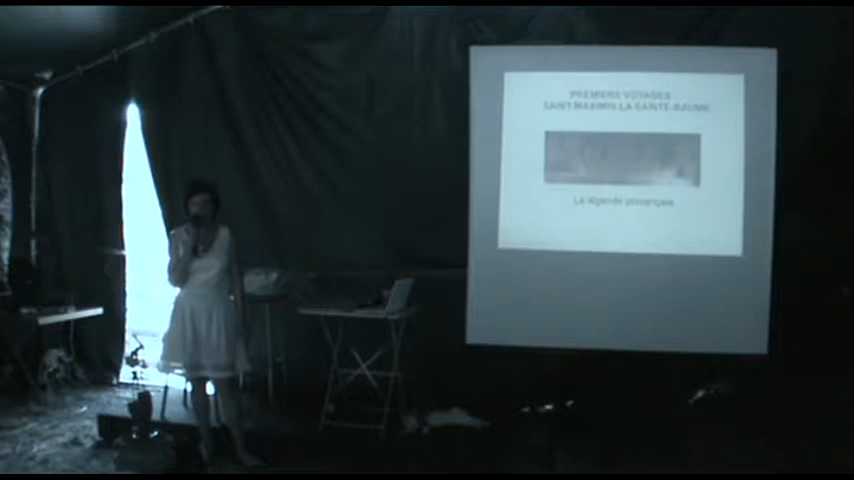 PREMIERS VOYAGES
SAINT MAXIMIN LA SAINTE-BAUME
La légende provençale